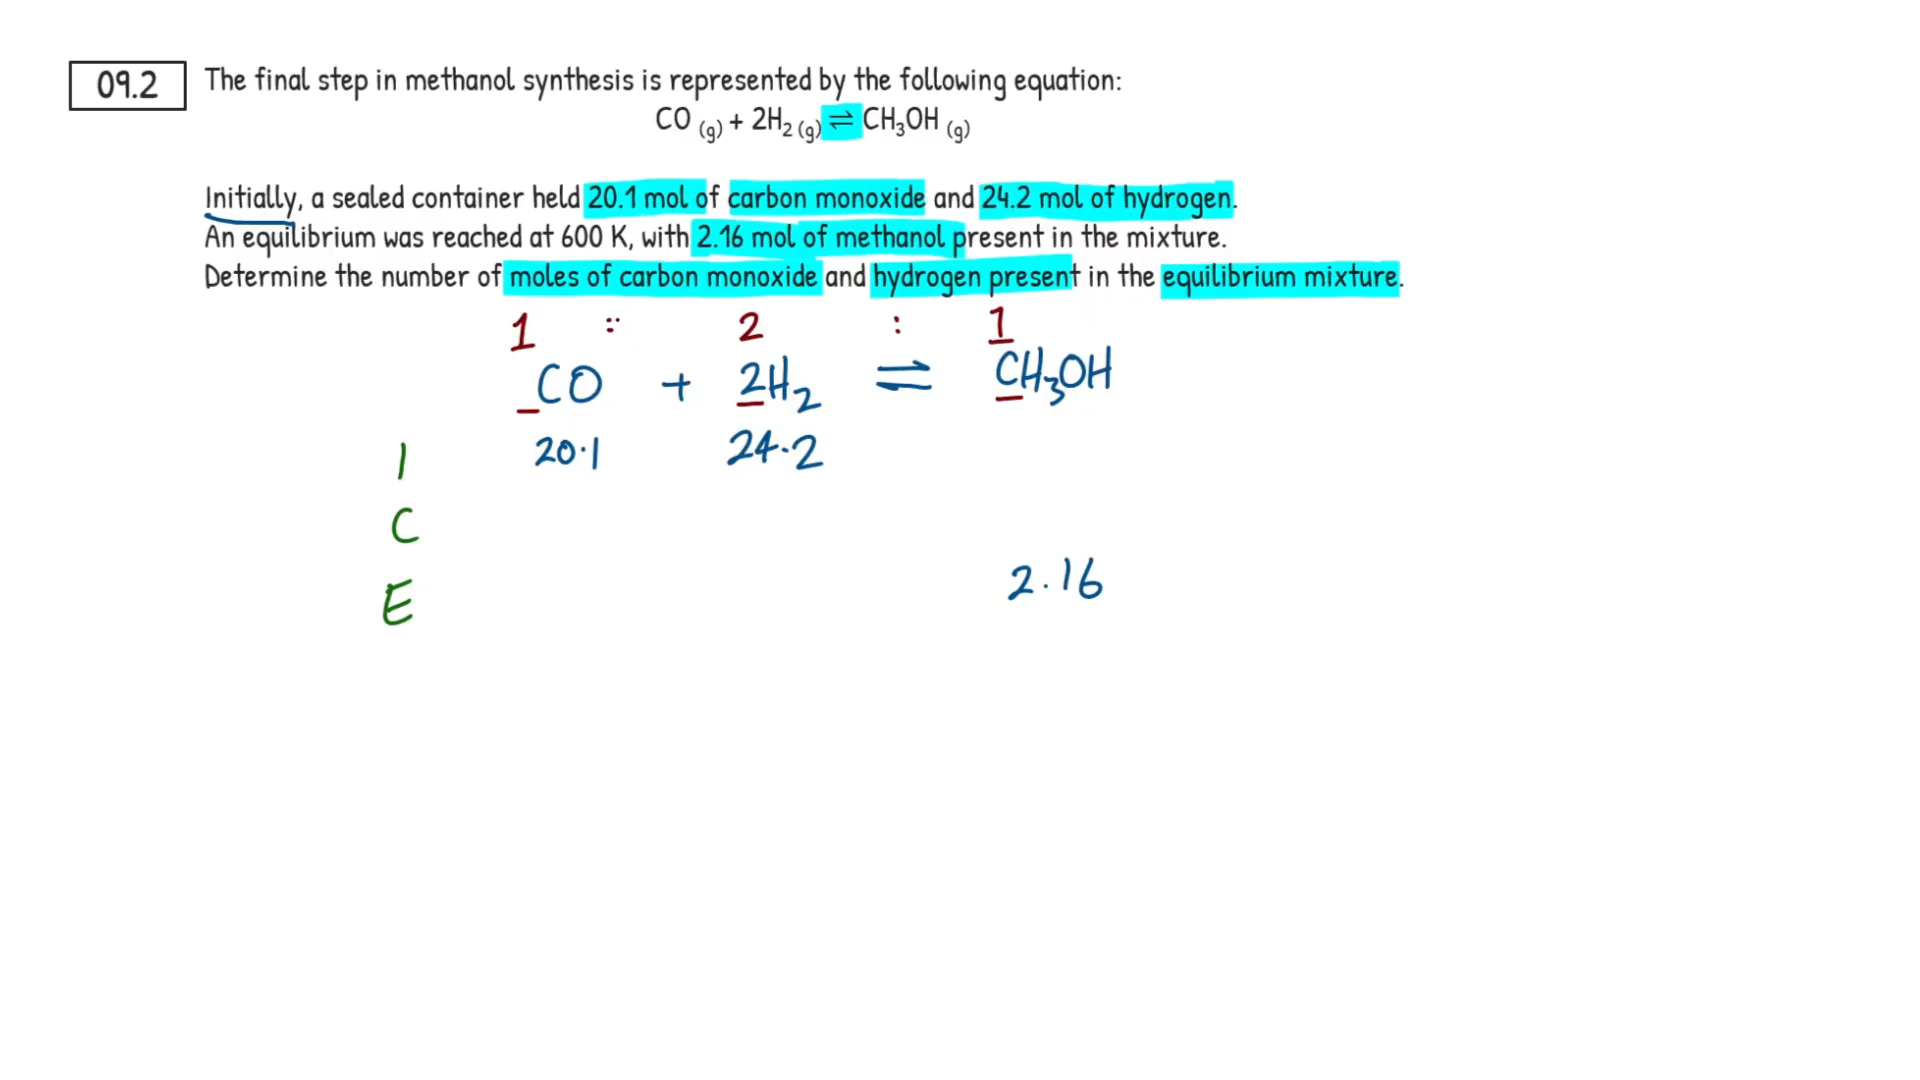 09.2 The final step in methanol synthesis is represented by the following equation:
CO (g) + 2H₂ (g) ⇌ CH₃OH (g)
Initially, a sealed container held 20.1 mol of carbon monoxide and 24.2 mol of hydrogen.
An equilibrium was reached at 600 K, with 2.16 mol of methanol present in the mixture.
Determine the number of moles of carbon monoxide and hydrogen present in the equilibrium mixture.
1 : 2 : 1
CO + 2H₂ ⇌ CH₃OH
I 20.1 24.2
C
E 2.16